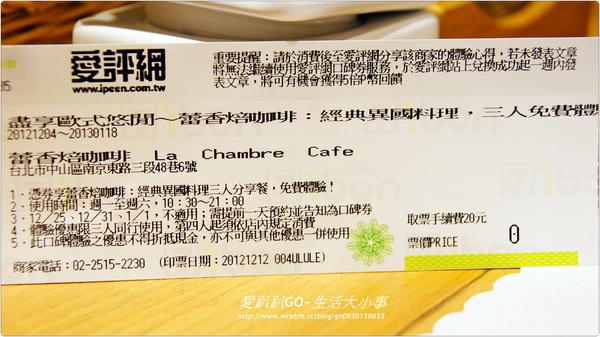 愛評網
www.ipeen.com.tw
重要提醒：請於消費後至愛評網分享該商家的體驗心得，若未發表文章
將無法繼續使用愛評網口碑券服務，於愛評網站上兌換成功起一週內發
表文章，將可有機會獲得5倍P幣回饋
盡享歐式悠閒～蕾香焙咖啡：經典異國料理，三人免費體
20121204～20130118
蕾香焙咖啡 La Chambre Cafe
台北市中山區南京東路三段48巷6號
1．憑券享蕾香焙咖啡：經典異國料理三人分享餐，免費體驗！
2．使用時間：週一至週六，10:30～21:00
3．12/25、12/31、1/1，不適用；需提前一天預約並告知為口碑券
4．體驗優惠限三人同行使用，第四人起須依店內規定消費
5．此口碑體驗之優惠不得折抵現金，亦不可與其他優惠一併使用
商家電話：02-2515-2230 (印票日期：20121212 004ULULE)
取票手續費20元
票價PRICE 0
愛趴趴GO~生活大小事
http://www.wretch.cc/blog/gn0930150655